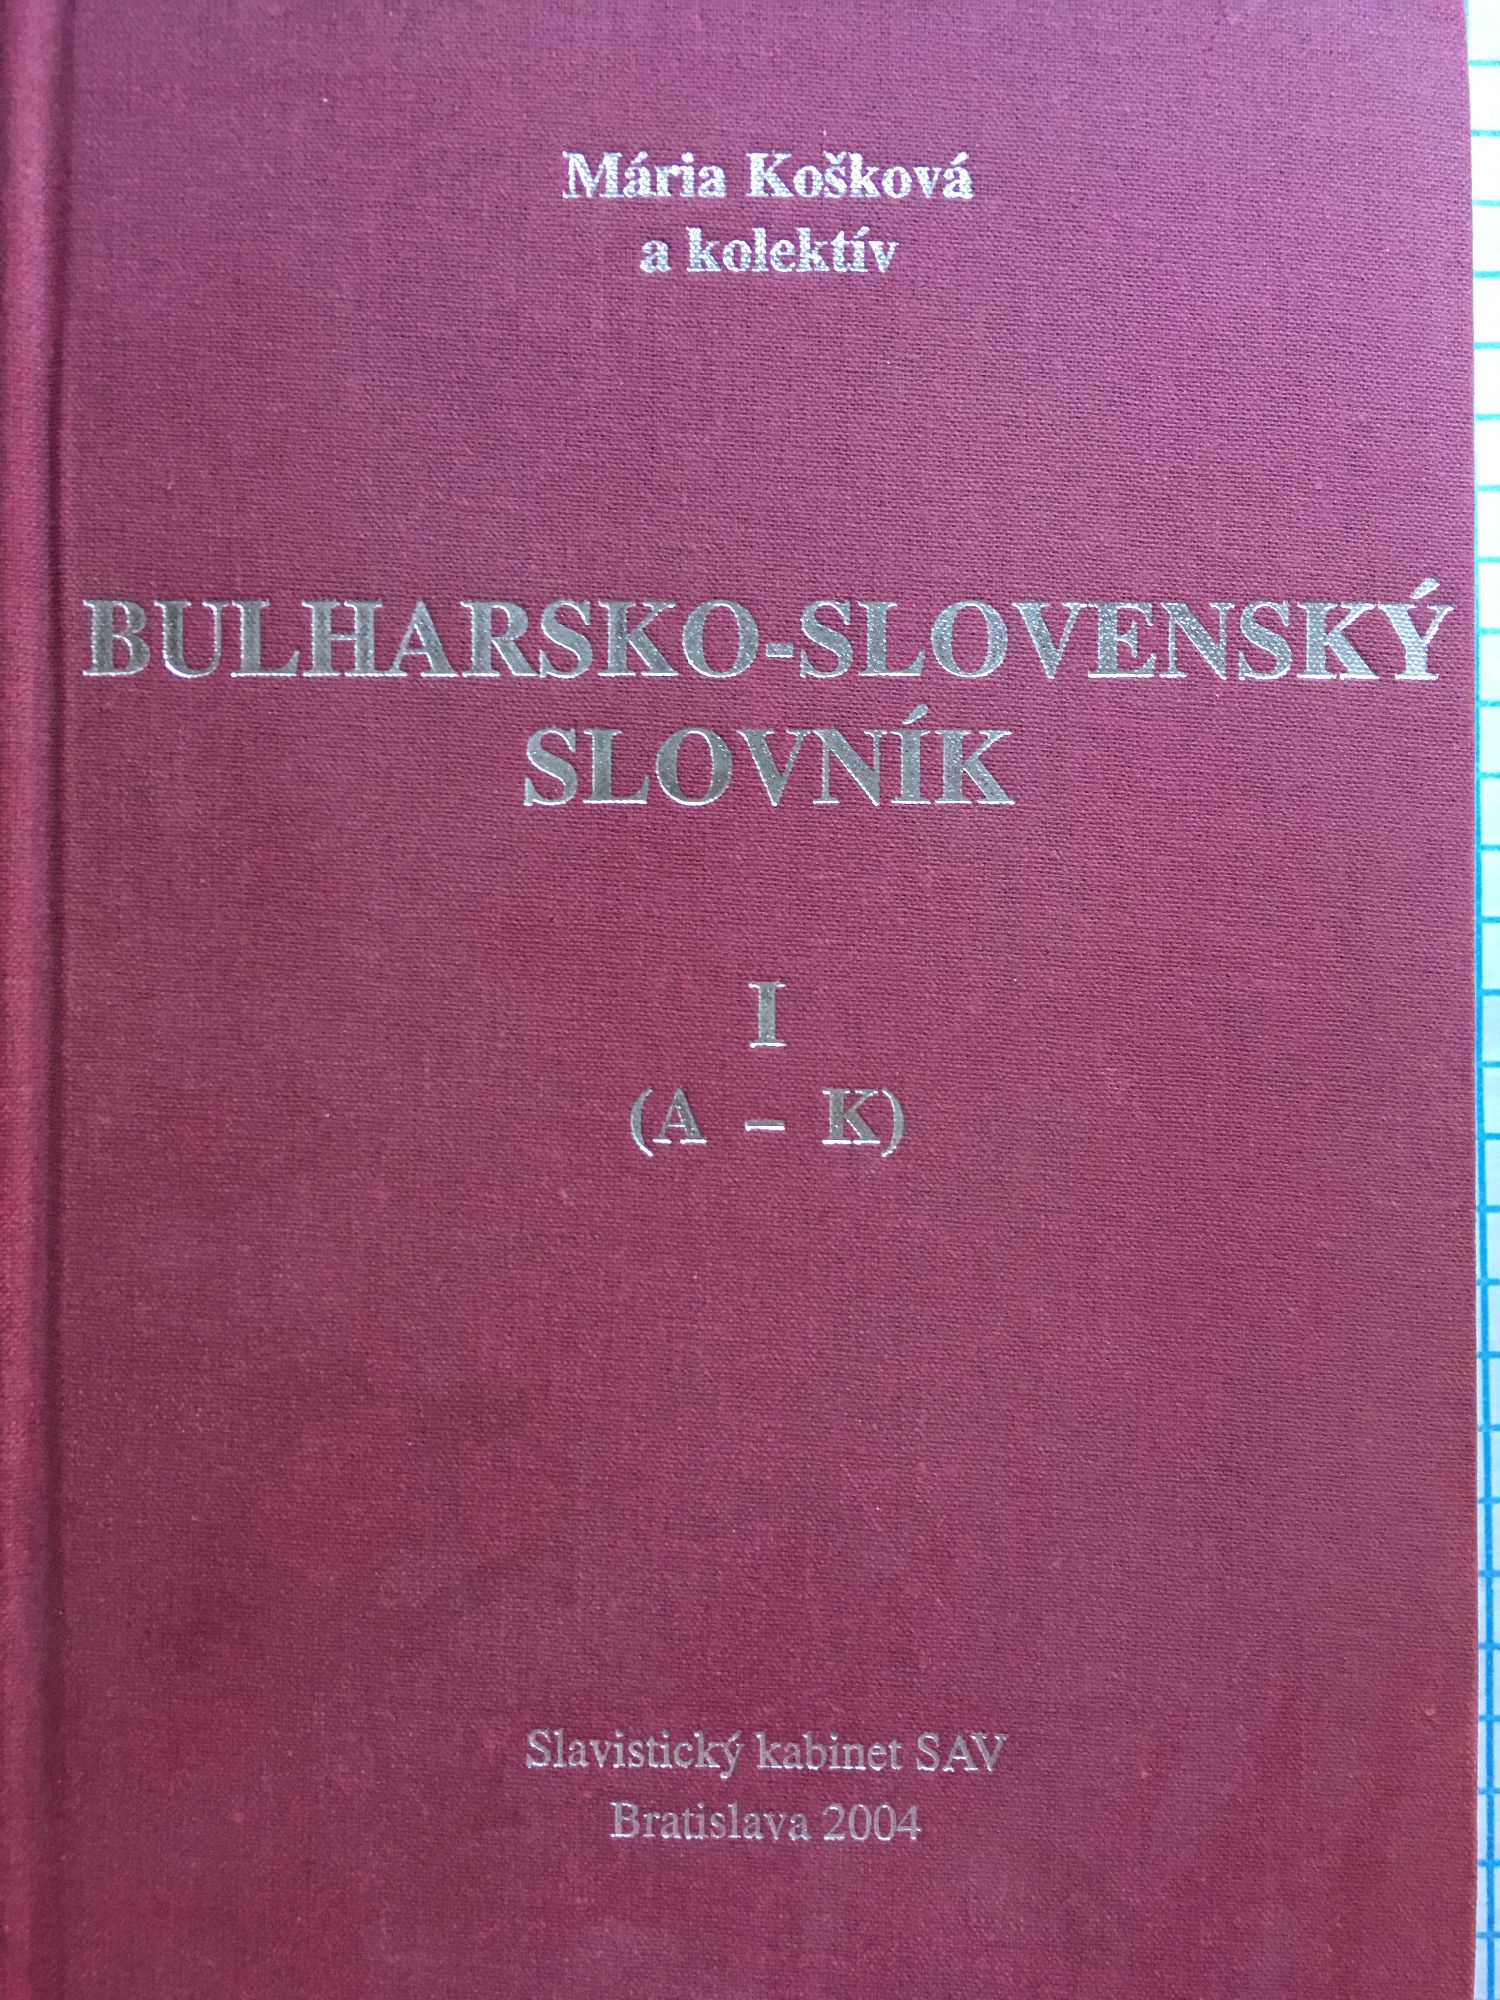 Mária Košková
a kolektív
BULHARSKO-SLOVENSKÝ
SLOVNÍK
I
(A – K)
Slavistický kabinet SAV
Bratislava 2004